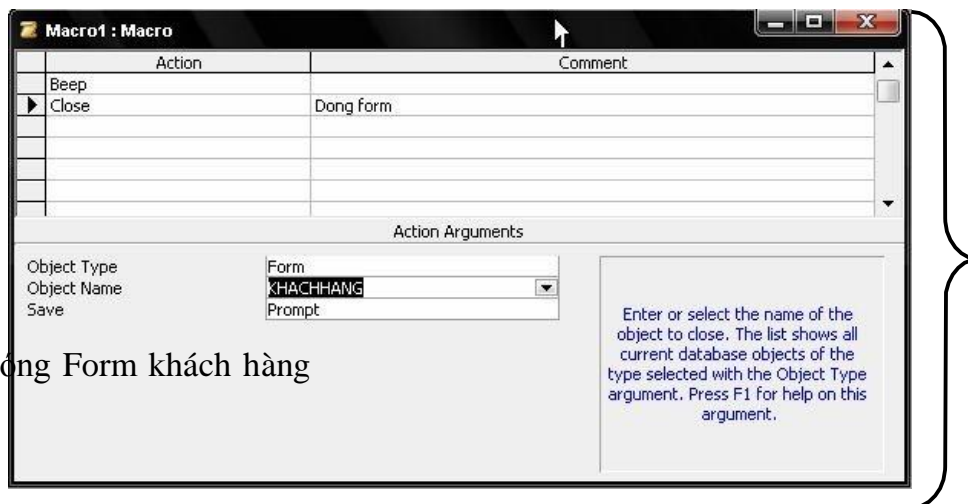 Macro1 : Macro
Action Comment
Beep
Close Dong form
Action Arguments
Object Type Form
Object Name KHACHHANG
Save Prompt
Enter or select the name of the
object to close. The list shows all
current database objects of the
type selected with the Object Type
argument. Press F1 for help on this
argument.
óng Form khách hàng